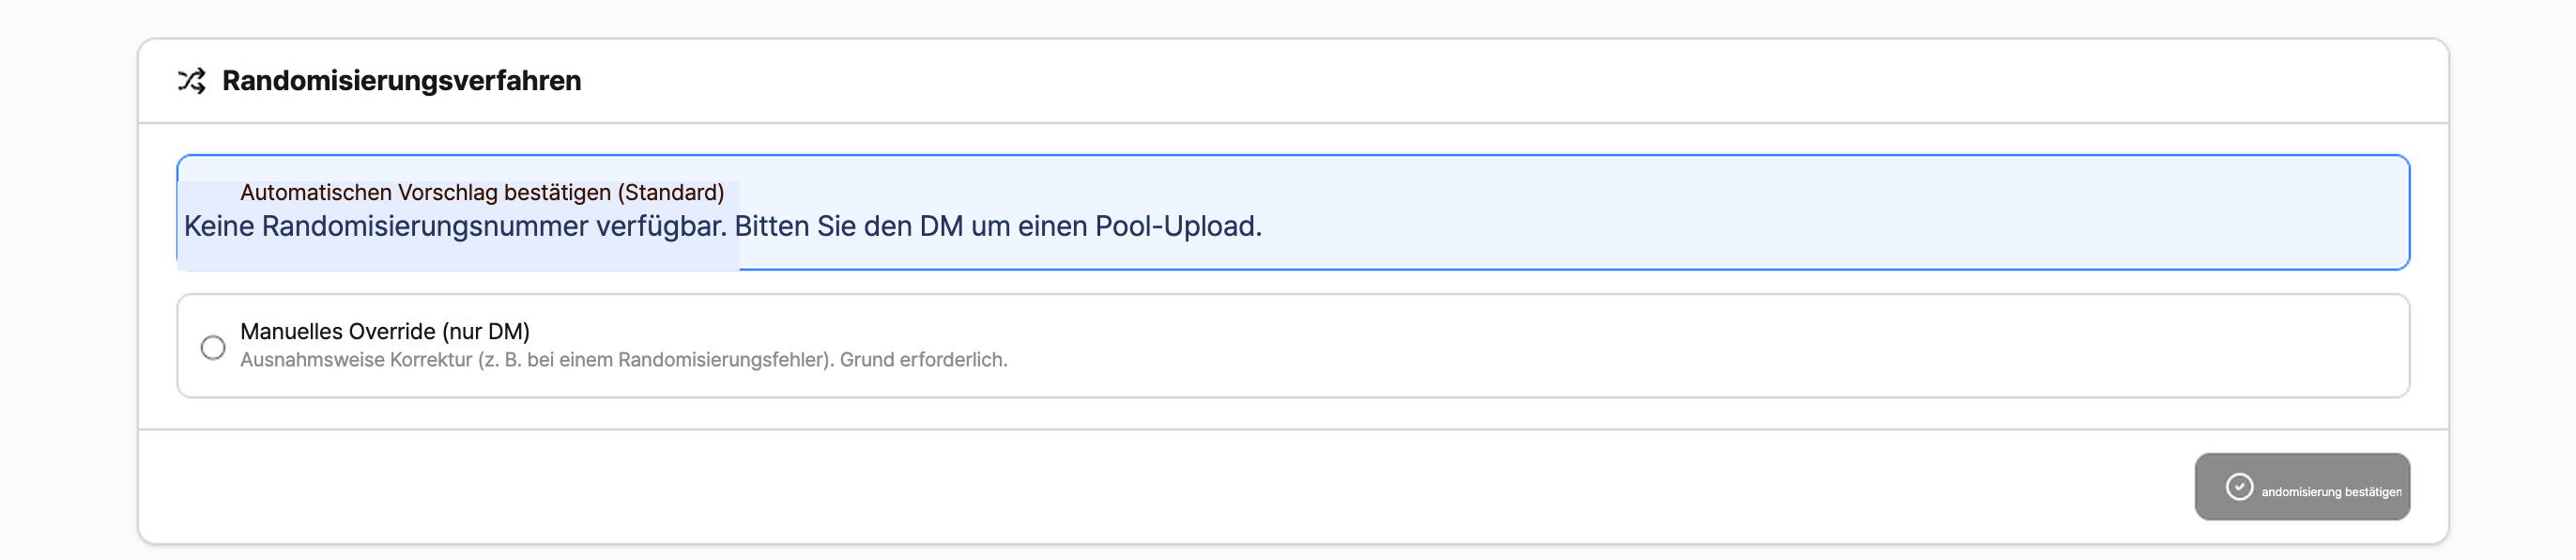 Randomisierungsverfahren
Automatischen Vorschlag bestätigen (Standard)
Keine Randomisierungsnummer verfügbar. Bitten Sie den DM um einen Pool-Upload.
Manuelles Override (nur DM)
Ausnahmsweise Korrektur (z. B. bei einem Randomisierungsfehler). Grund erforderlich.
andomisierung bestätigen